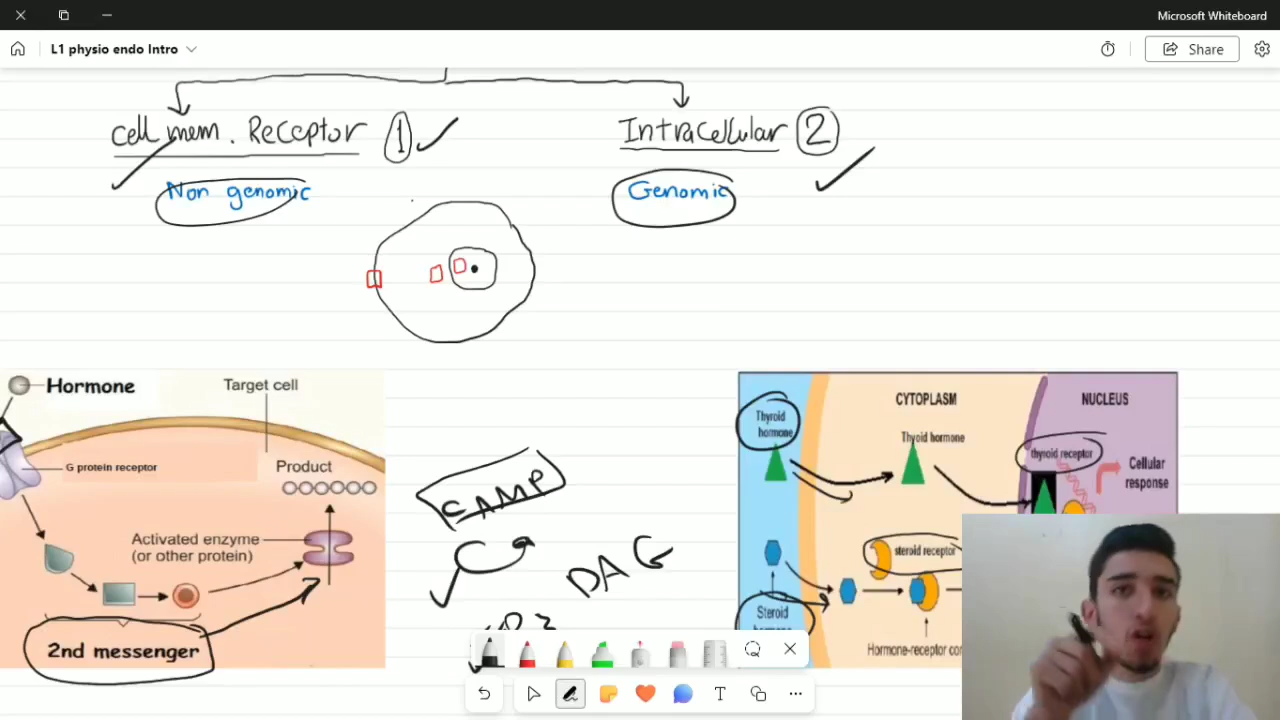 Microsoft Whiteboard
L1 physio endo Intro
Share
Cell mem. Receptor 1
Intracellular 2
Non genomic
Genomic
Hormone
Target cell
G protein receptor
Product
Activated enzyme
(or other protein)
2nd messenger
CAMP
Ca
DAG
CYTOPLASM
NUCLEUS
Thyroid
hormone
Thyroid hormone
thyroid receptor
Cellular
response
steroid receptor
Steroid
Hormone-receptor
T